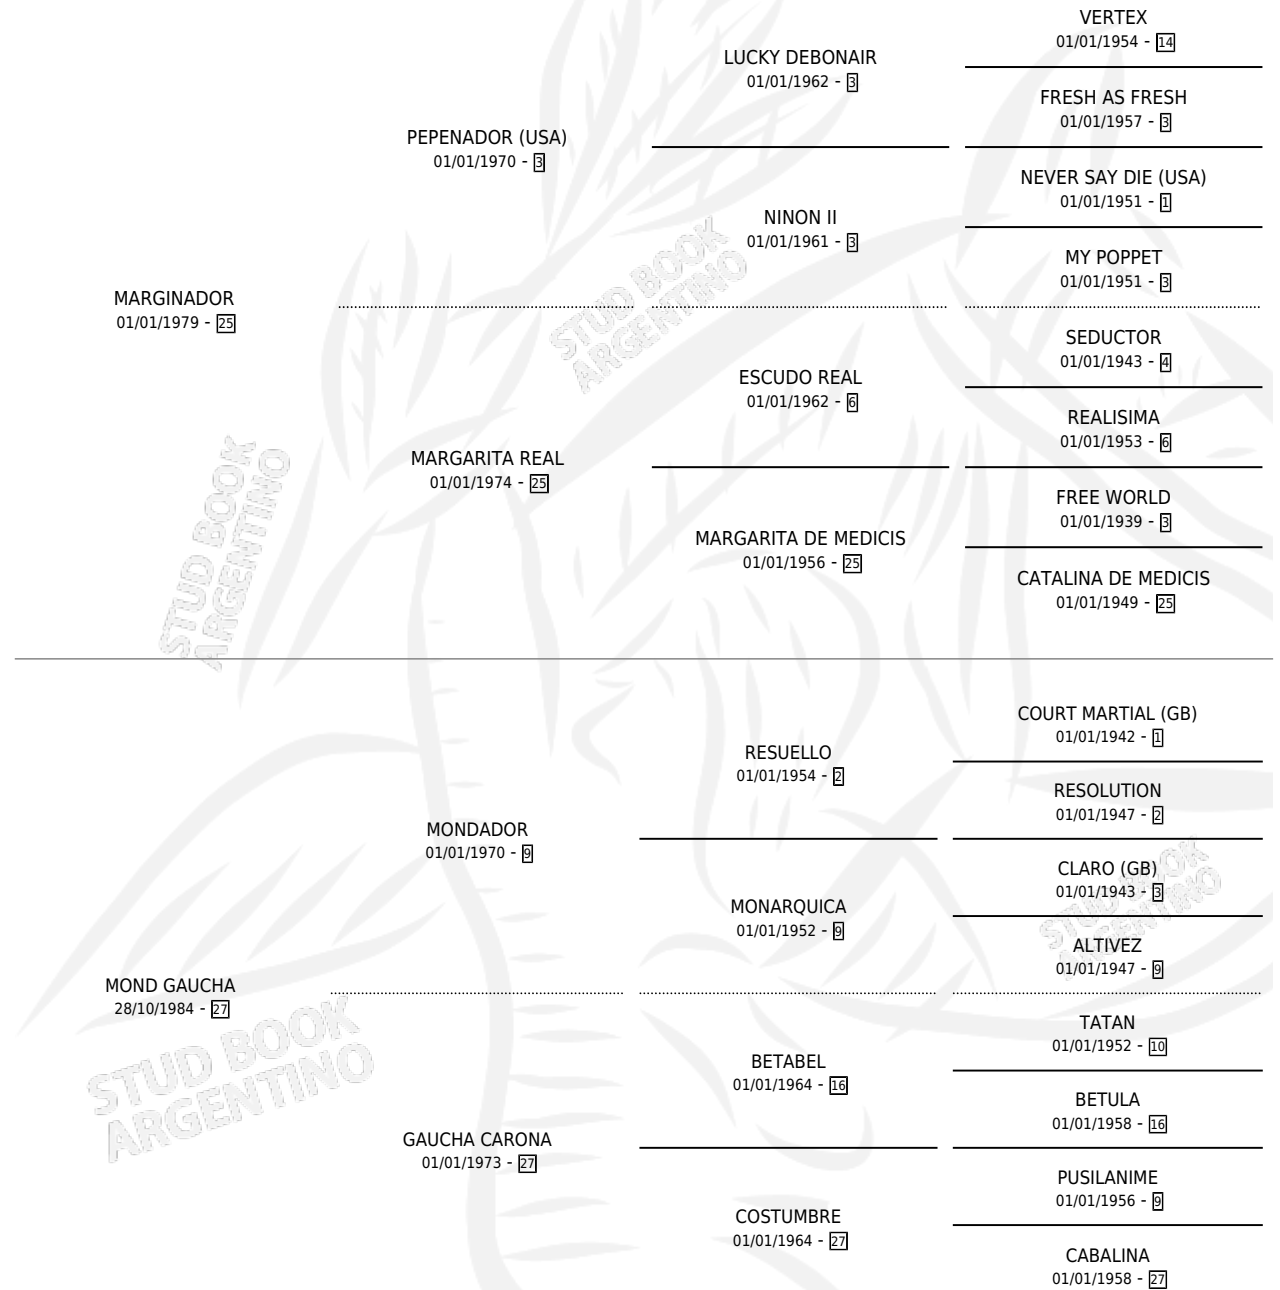 VERTEX
01/01/1954 - 14
LUCKY DEBONAIR
01/01/1962 - 3
FRESH AS FRESH
01/01/1957 - 3
PEPENADOR (USA)
01/01/1970 - 3
NEVER SAY DIE (USA)
01/01/1951 - 1
NINON II
01/01/1961 - 3
MY POPPET
01/01/1951 - 3
MARGINADOR
01/01/1979 - 25
SEDUCTOR
01/01/1943 - 4
ESCUDO REAL
01/01/1962 - 6
REALISIMA
01/01/1953 - 6
MARGARITA REAL
01/01/1974 - 25
FREE WORLD
01/01/1939 - 3
MARGARITA DE MEDICIS
01/01/1956 - 25
CATALINA DE MEDICIS
01/01/1949 - 25
COURT MARTIAL (GB)
01/01/1942 - 1
RESUELLO
01/01/1954 - 2
RESOLUTION
01/01/1947 - 2
MONDADOR
01/01/1970 - 9
CLARO (GB)
01/01/1943 - 3
MONARQUICA
01/01/1952 - 9
ALTIVEZ
01/01/1947 - 9
MOND GAUCHA
28/10/1984 - 27
TATAN
01/01/1952 - 10
BETABEL
01/01/1964 - 16
BETULA
01/01/1958 - 16
GAUCHA CARONA
01/01/1973 - 27
PUSILANIME
01/01/1956 - 9
COSTUMBRE
01/01/1964 - 27
CABALINA
01/01/1958 - 27
STUD BOOK
ARGENTINO
STUD BOOK
ARGENTINO
STUD BOOK
ARGENTINO
STUD BOOK
ARGENTINO